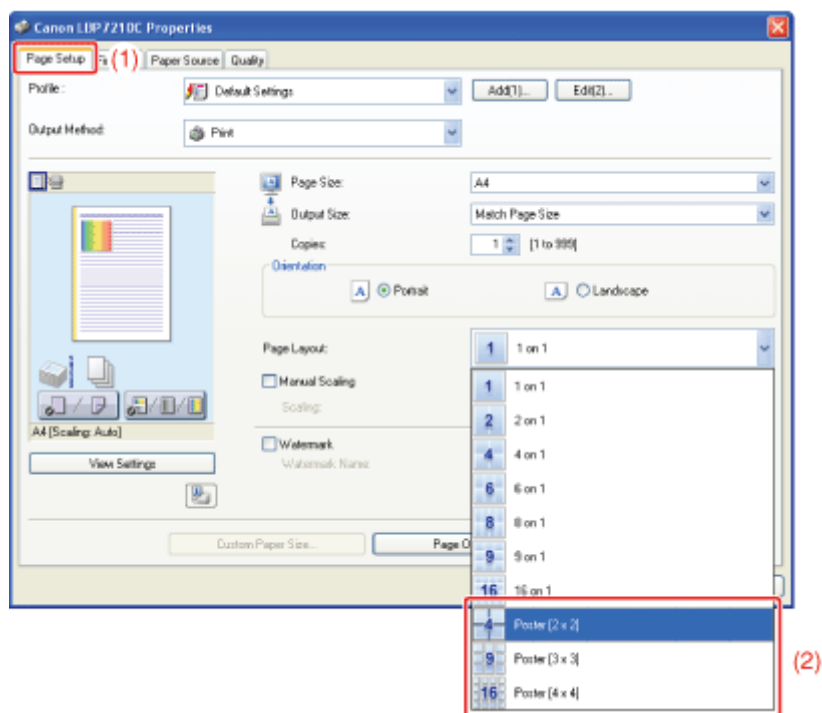 Canon LBP7210C Properties
Page Setup Fi (1) Paper Source Quality
Profile: Default Settings Add(1)... Edit(2)...
Output Method: Print
Page Size: A4
Output Size: Match Page Size
Copies: 1 [1 to 999]
Orientation
A Portrait A Landscape
Page Layout: 1 1 on 1
Manual Scaling
Scaling:
A4 [Scaling: Auto]
Watermark
Watermark Name:
View Settings
Custom Paper Size... Page O
1 1 on 1
2 2 on 1
4 4 on 1
6 6 on 1
8 8 on 1
9 9 on 1
16 16 on 1
4 Poster [2 x 2]
9 Poster [3 x 3]
16 Poster [4 x 4]
(2)